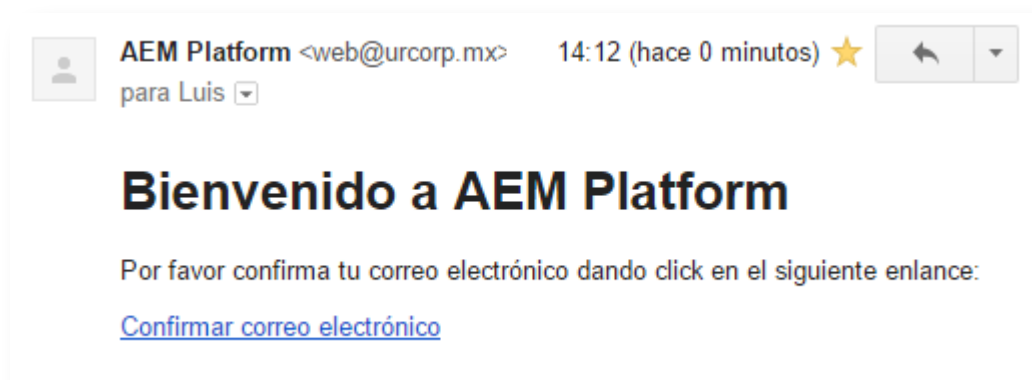 AEM Platform <web@urcorp.mx> 14:12 (hace 0 minutos)
para Luis
Bienvenido a AEM Platform
Por favor confirma tu correo electrónico dando click en el siguiente enlance:
Confirmar correo electrónico